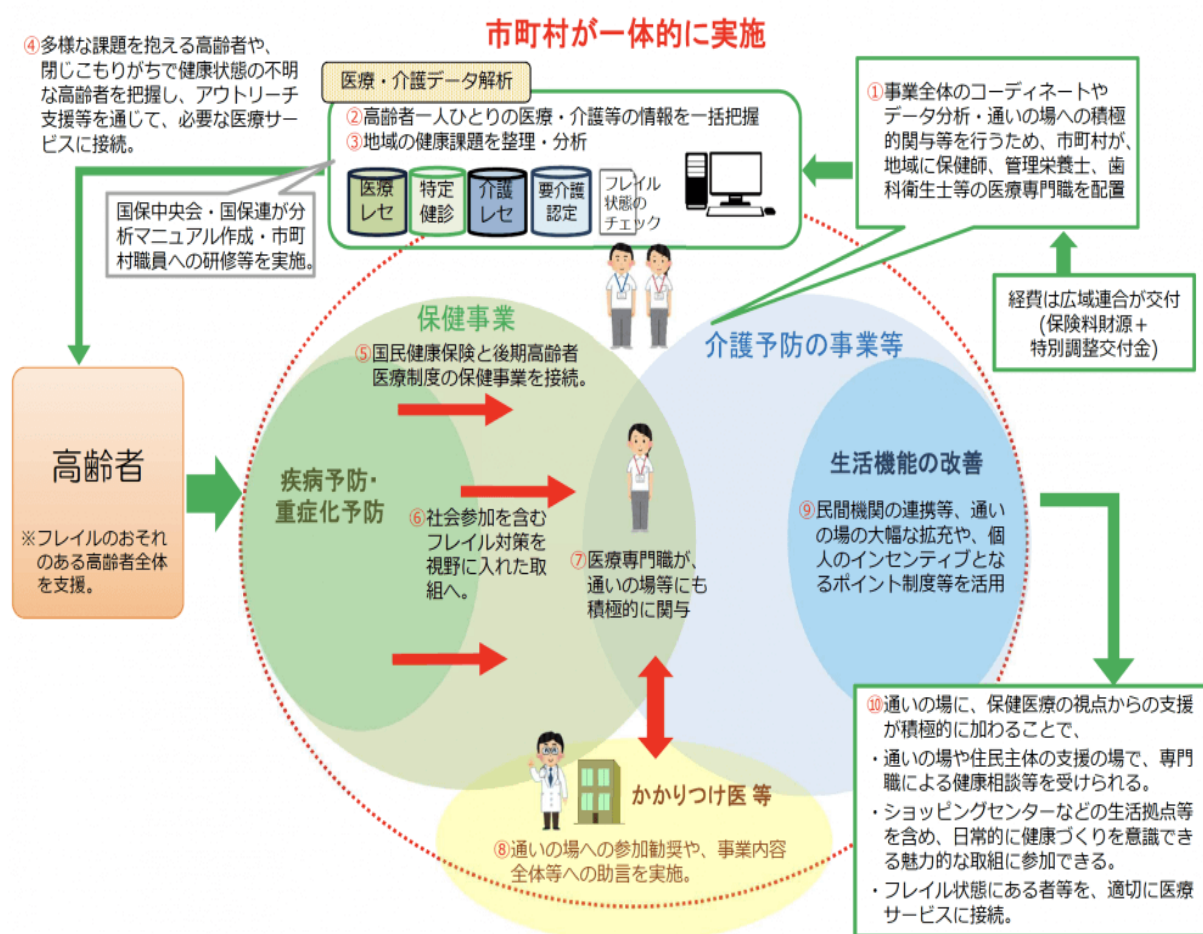 市町村が一体的に実施
④多様な課題を抱える高齢者や、
閉じこもりがちで健康状態の不明
な高齢者を把握し、アウトリーチ
支援等を通じて、必要な医療サー
ビスに接続。
医療・介護データ解析
②高齢者一人ひとりの医療・介護等の情報を一括把握
③地域の健康課題を整理・分析
医療
レセ
特定
健診
介護
レセ
要介護
認定
フレイル
状態の
チェック
①事業全体のコーディネートや
データ分析・通いの場への積極
的関与等を行うため、市町村が、
地域に保健師、管理栄養士、歯
科衛生士等の医療専門職を配置
国保中央会・国保連が分
析マニュアル作成・市町
村職員への研修等を実施。
経費は広域連合が交付
(保険料財源+
特別調整交付金)
保健事業
⑤国民健康保険と後期高齢者
医療制度の保健事業を接続。
介護予防の事業等
高齢者
※フレイルのおそれ
のある高齢者全体
を支援。
疾病予防・
重症化予防
⑥社会参加を含む
フレイル対策を
視野に入れた取
組へ。
⑦医療専門職が、
通いの場等にも
積極的に関与
生活機能の改善
⑨民間機関の連携等、通い
の場の大幅な拡充や、個
人のインセンティブとな
るポイント制度等を活用
かかりつけ医 等
⑧通いの場への参加勧奨や、事業内容
全体等への助言を実施。
⑩通いの場に、保健医療の視点からの支援
が積極的に加わることで、
・通いの場や住民主体の支援の場で、専門
職による健康相談等を受けられる。
・ショッピングセンターなどの生活拠点等
を含め、日常的に健康づくりを意識でき
る魅力的な取組に参加できる。
・フレイル状態にある者等を、適切に医療
サービスに接続。